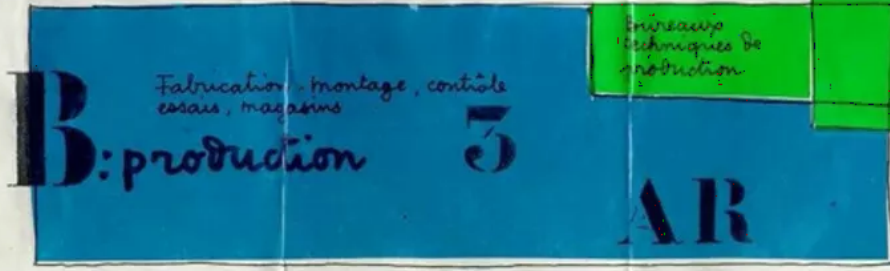 Bureaux
techniques de
production
Fabrication, montage, contrôle
essais, magasins
B: production 3
AR